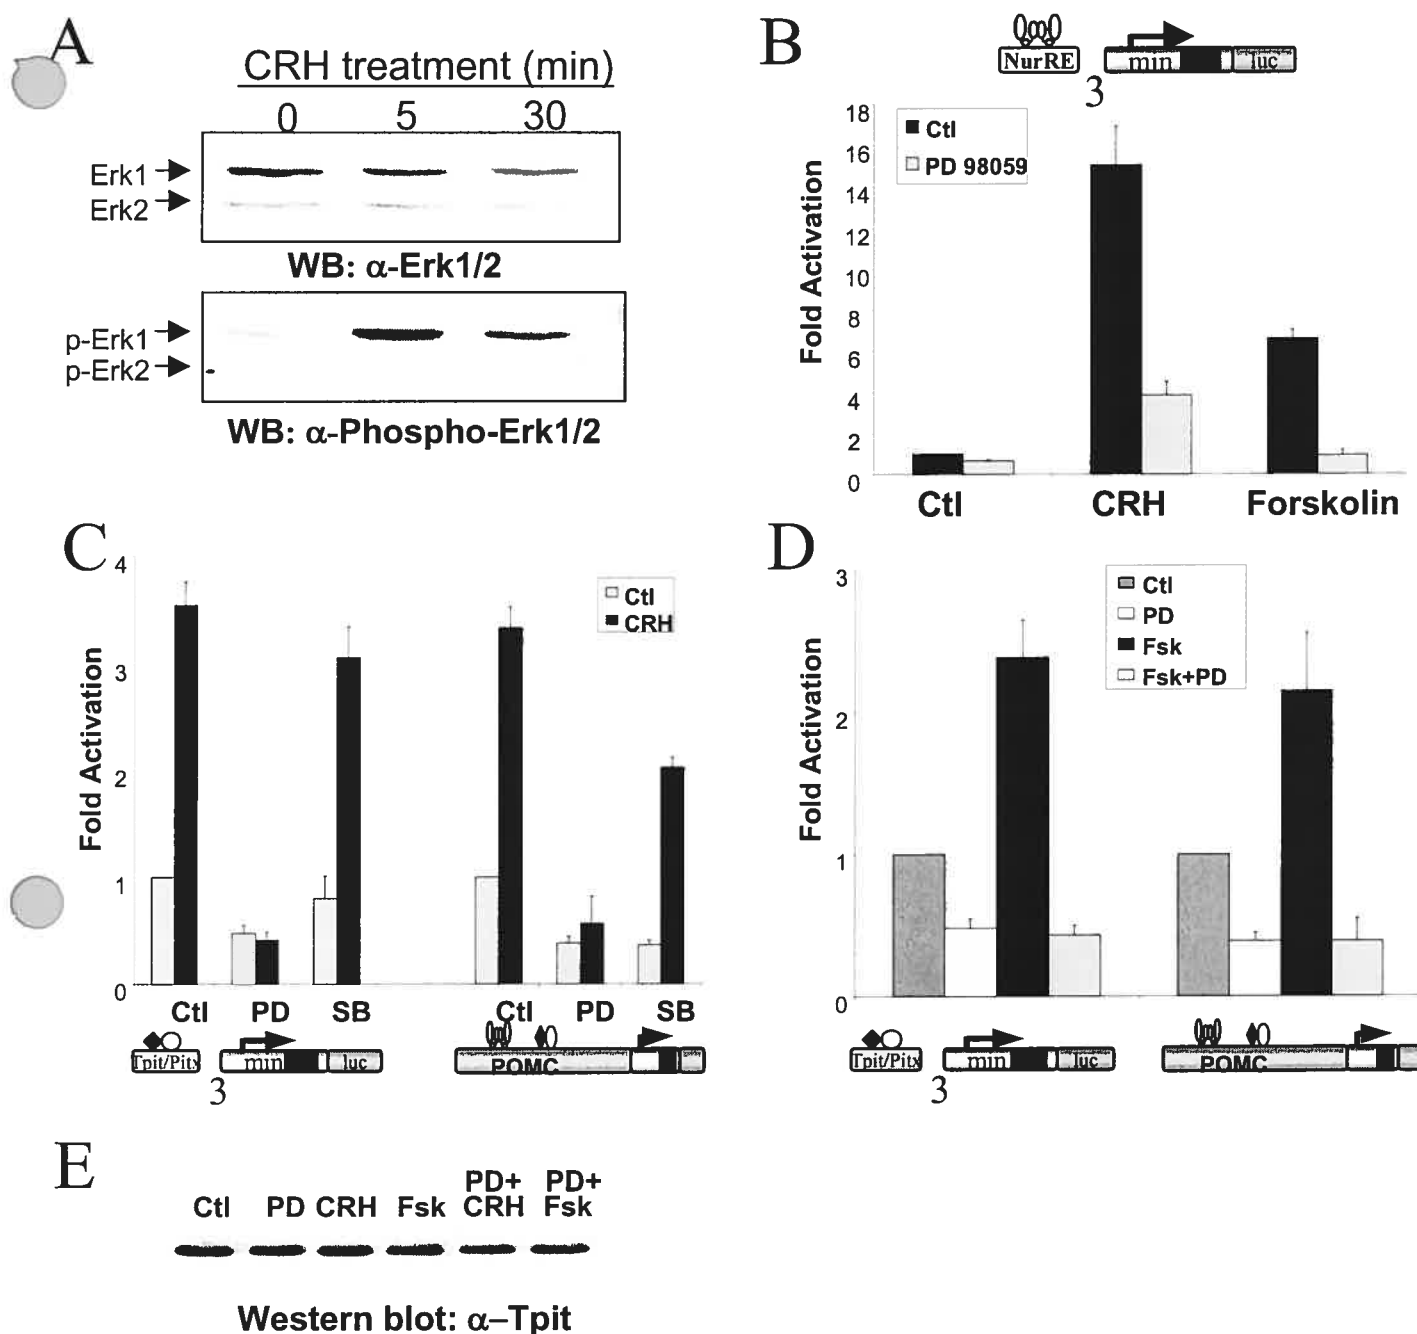 A
CRH treatment (min)
0 5 30
Erk1
Erk2
WB: α-Erk1/2
p-Erk1
p-Erk2
WB: α-Phospho-Erk1/2
B
NurRE
3
min luc
Fold Activation
18
16
14
12
10
8
6
4
2
0
Ctl
PD 98059
Ctl CRH Forskolin
C
Fold Activation
4
3
2
1
0
Ctl
CRH
Ctl PD SB Ctl PD SB
Tpit/Pitx
3
min luc
POMC
D
Fold Activation
3
2
1
0
Ctl
PD
Fsk
Fsk+PD
Tpit/Pitx
3
min luc
POMC
E
Ctl PD CRH Fsk PD+ CRH PD+ Fsk
Western blot: α–Tpit